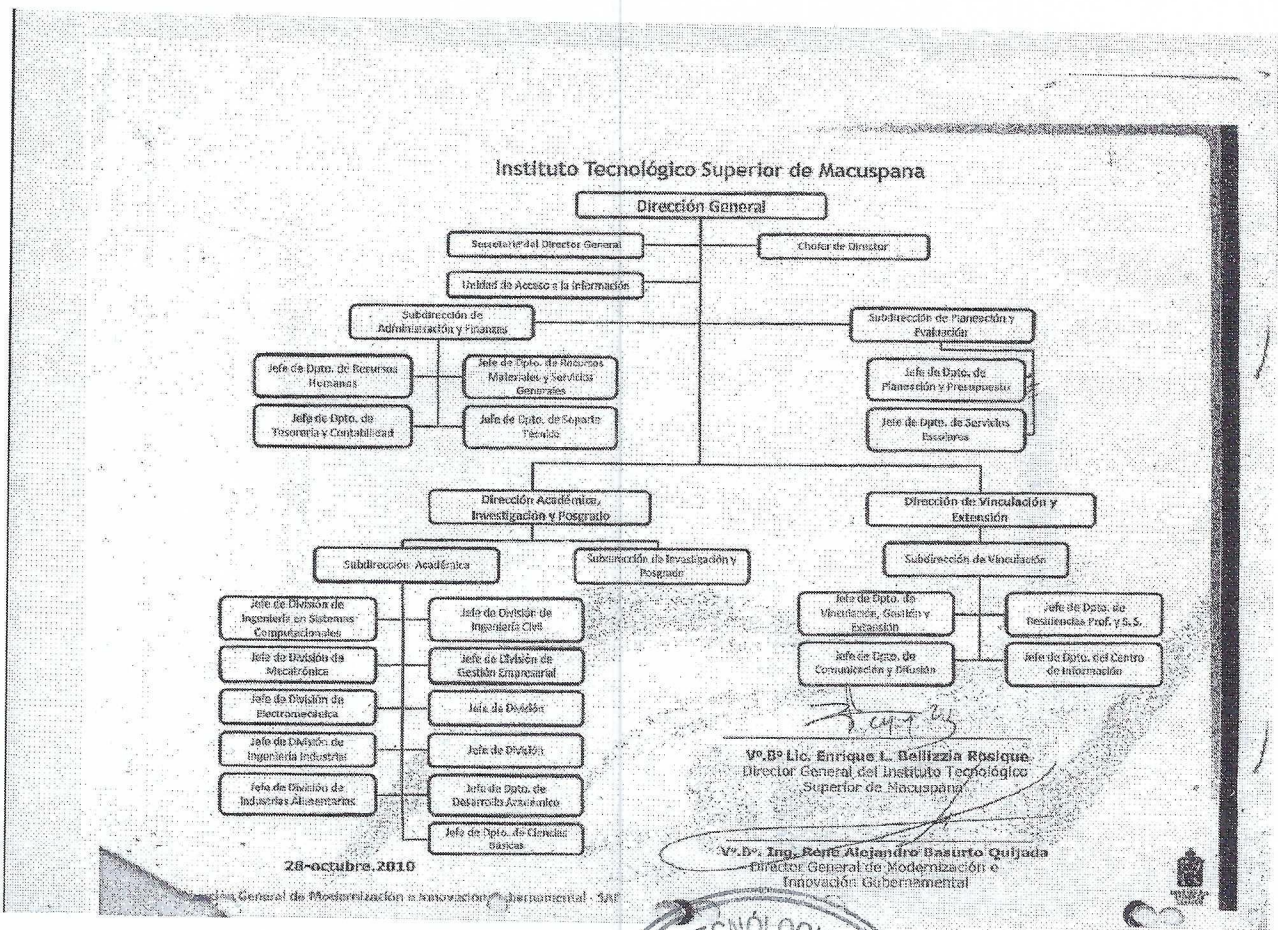 Instituto Tecnológico Superior de Macuspana
Dirección General
Secretaria del Director General
Chofer de Director
Unidad de Acceso a la Información
Subdirección de
Administración y Finanzas
Subdirección de Planeación y
Evaluación
Jefe de Dpto. de Recursos
Humanos
Jefe de Dpto. de Recursos
Materiales y Servicios
Generales
Jefe de Dpto. de
Planeación y Presupuesto
Jefe de Dpto. de
Tesorería y Contabilidad
Jefe de Dpto. de Soporte
Técnico
Jefe de Dpto. de Servicios
Escolares
Dirección Académica,
Investigación y Posgrado
Dirección de Vinculación y
Extensión
Subdirección Académica
Subdirección de Investigación y
Posgrado
Subdirección de Vinculación
Jefe de División de
Ingeniería en Sistemas
Computacionales
Jefe de División de
Ingeniería Civil
Jefe de Dpto. de
Vinculación, Gestión y
Extensión
Jefe de Dpto. de
Residencias Prof. y S. S.
Jefe de División de
Mecatrónica
Jefe de División de
Gestión Empresarial
Jefe de Dpto. de
Comunicación y Difusión
Jefe de Dpto. del Centro
de Información
Jefe de División de
Electromecánica
Jefe de División
Jefe de División de
Ingeniería Industrial
Jefe de División
Jefe de División de
Industrias Alimentarias
Jefe de Dpto. de
Desarrollo Académico
Jefe de Dpto. de Ciencias
Básicas
Vº.Bº Lic. Enrique L. Bellizzia Rosique
Director General del Instituto Tecnológico
Superior de Macuspana
Vº.Bº. Ing. René Alejandro Basurto Quijada
Director General de Modernización e
Innovación Gubernamental
28-octubre.2010
General de Modernización e Innovación